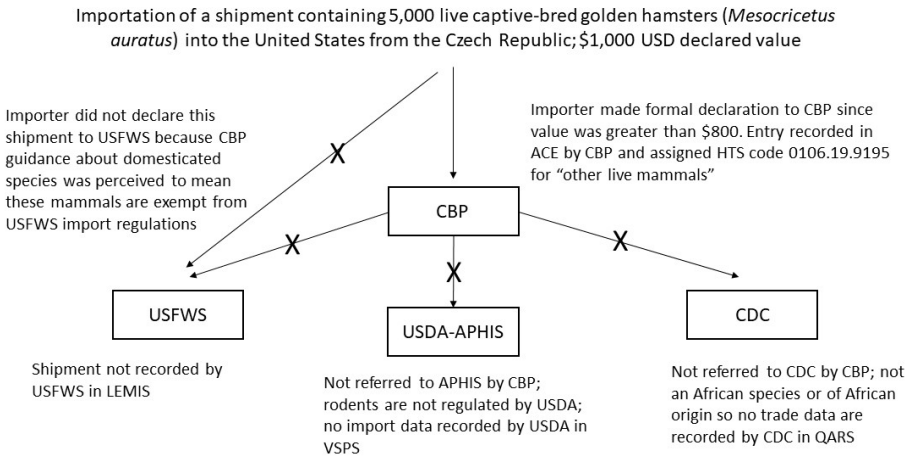 Importation of a shipment containing 5,000 live captive-bred golden hamsters (Mesocricetus
auratus) into the United States from the Czech Republic; $1,000 USD declared value
Importer did not declare this
shipment to USFWS because CBP
guidance about domesticated
species was perceived to mean
these mammals are exempt from
USFWS import regulations
X
Importer made formal declaration to CBP since
value was greater than $800. Entry recorded in
ACE by CBP and assigned HTS code 0106.19.9195
for “other live mammals”
CBP
X
X
X
USFWS
Shipment not recorded by
USFWS in LEMIS
USDA-APHIS
Not referred to APHIS by CBP;
rodents are not regulated by USDA;
no import data recorded by USDA in
VSPS
CDC
Not referred to CDC by CBP; not
an African species or of African
origin so no trade data are
recorded by CDC in QARS